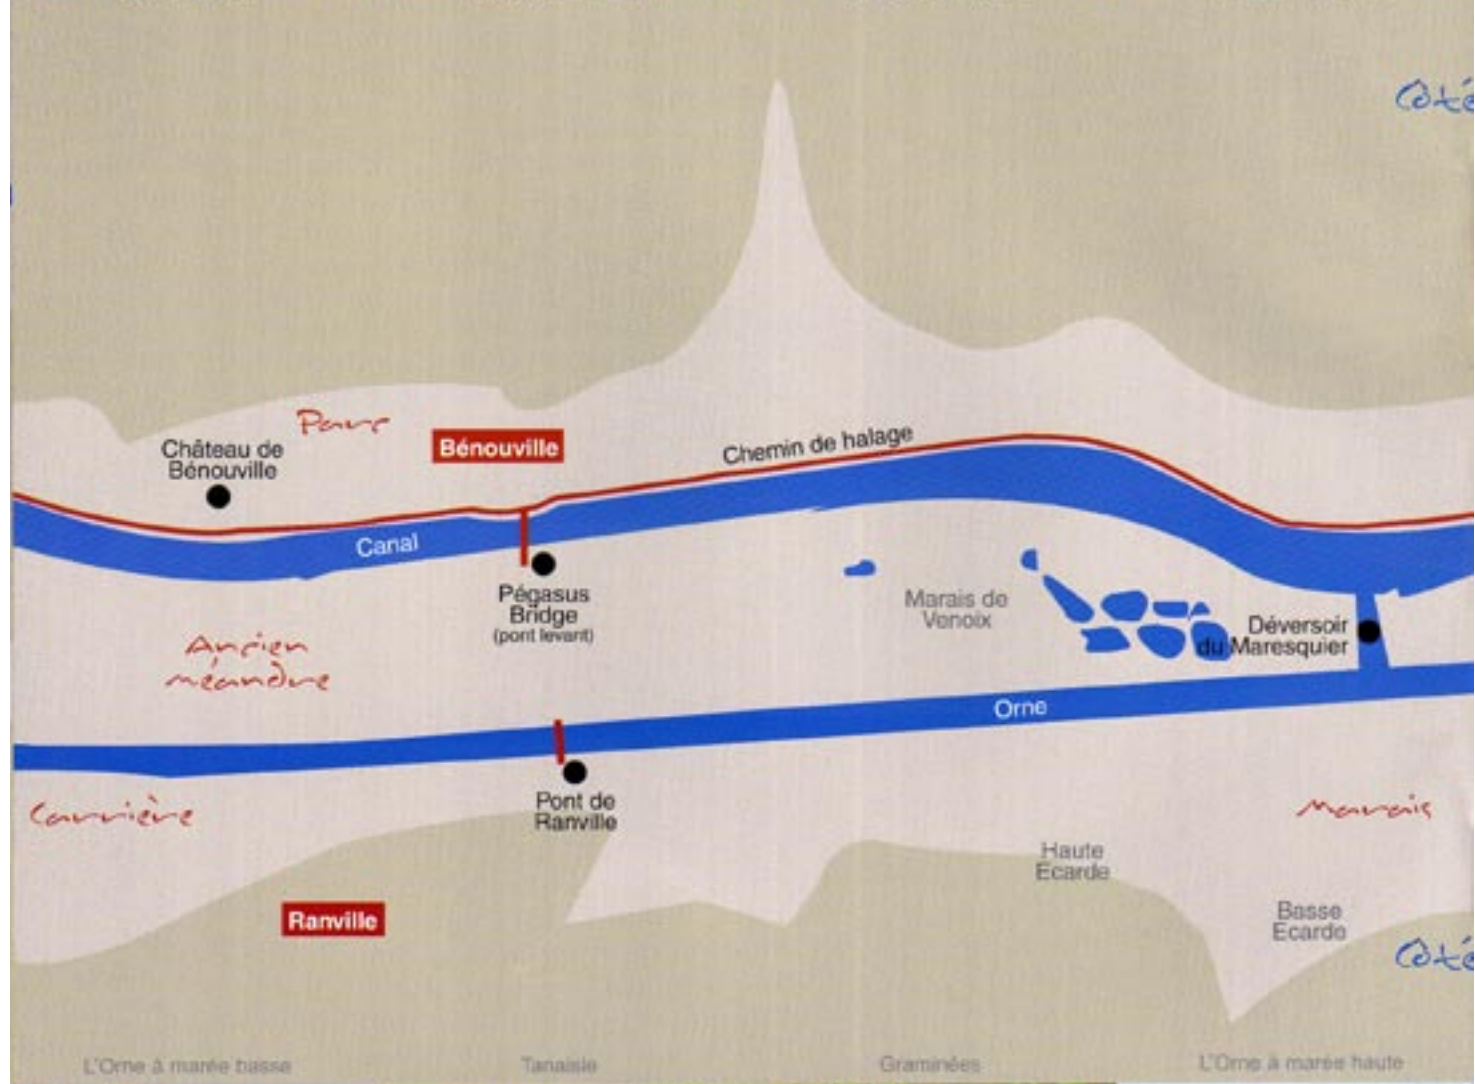 Côté
Parc
Château de
Bénouville
Bénouville
Chemin de halage
Canal
Pégasus
Bridge
(pont levant)
Marais de
Venoix
Déversoir
du Maresquier
Ancien
méandre
Orne
Carrière
Pont de
Ranville
Marais
Haute
Ecarde
Ranville
Basse
Ecarde
Côté
L'Orne à marée basse
Tanaisie
Graminées
L'Orne à marée haute